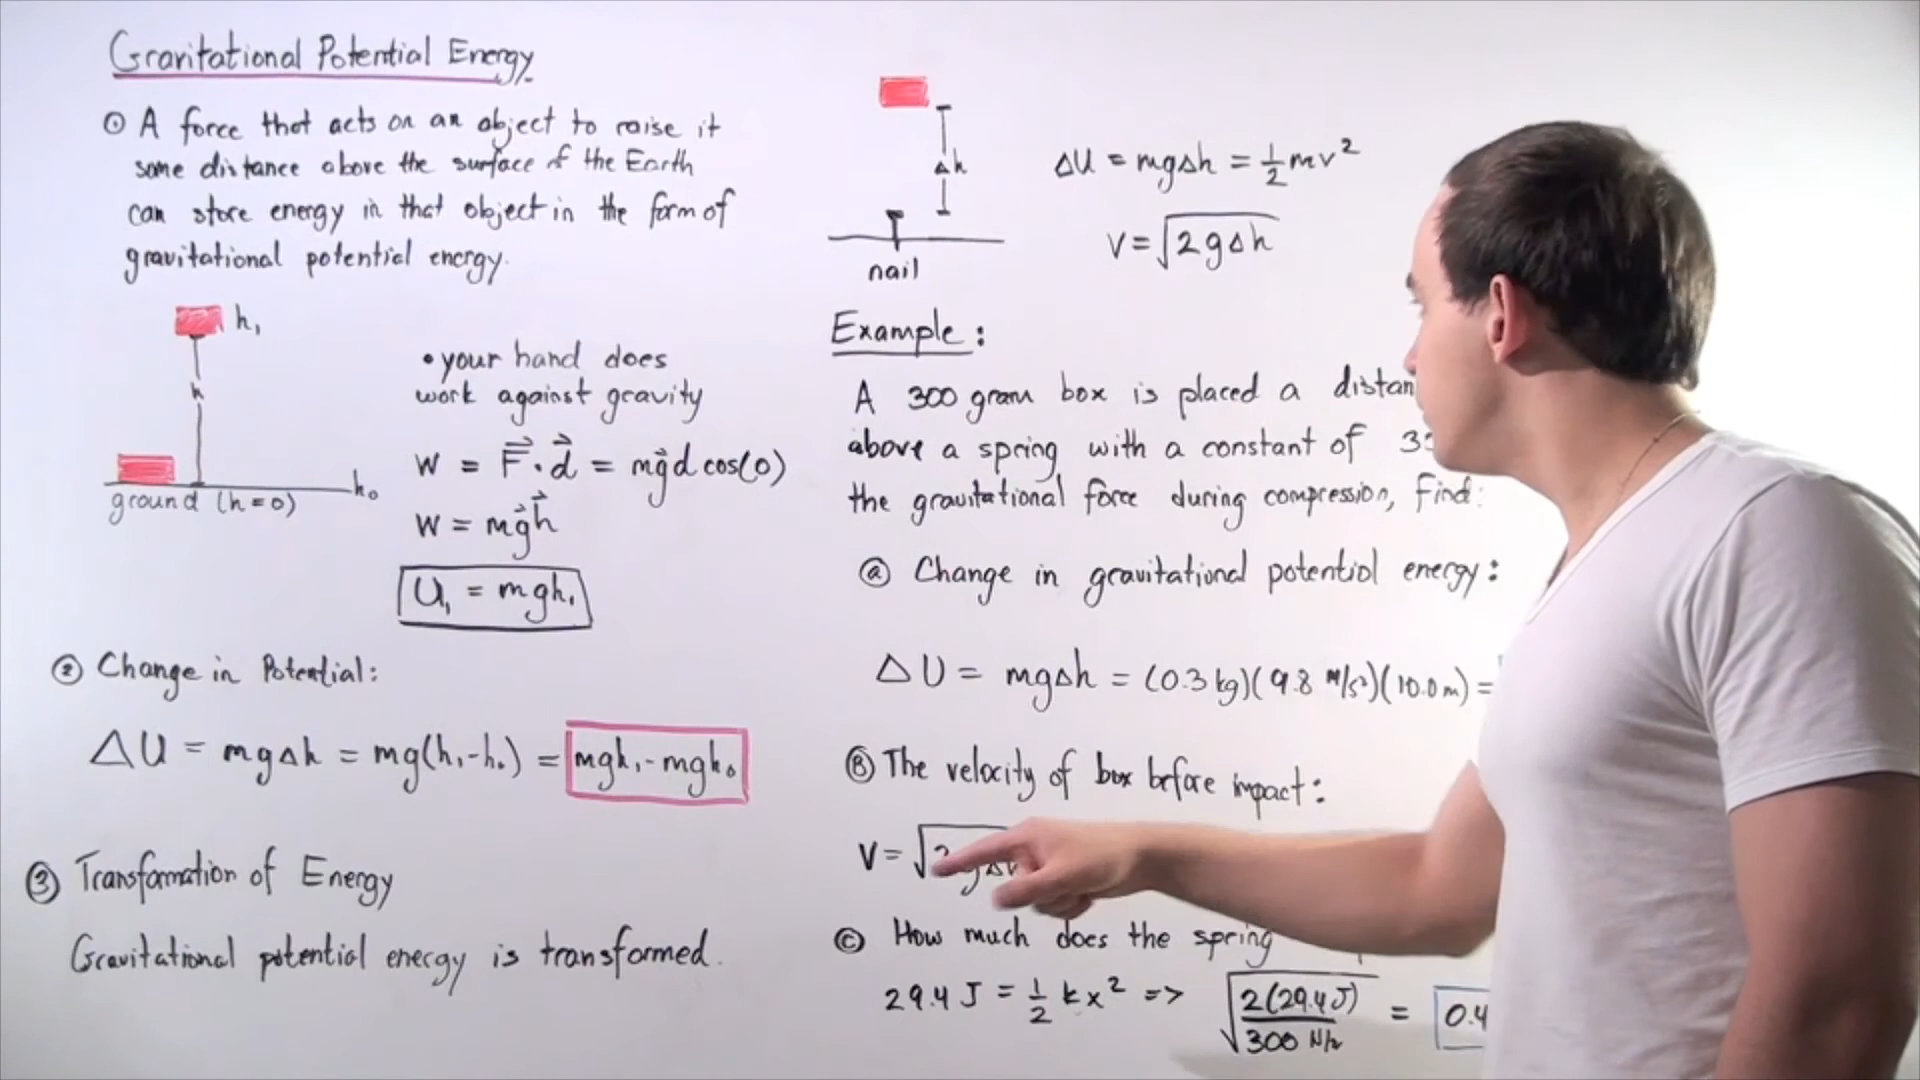 Gravitational Potential Energy
① A force that acts on an object to raise it
some distance above the surface of the Earth
can store energy in that object in the form of
gravitational potential energy.
h₁
h
ground (h=0)
h₀
• your hand does
work against gravity
W = F⃗ · d⃗ = mg⃗d cos(0)
W = mg⃗h⃗
U₁ = mgh₁
② Change in Potential:
ΔU = mgΔh = mg(h₁-h₀) = mgh₁ - mgh₀
③ Transformation of Energy
Gravitational potential energy is transformed.
Δh
nail
ΔU = mgΔh = ½mv²
V = √2gΔh
Example:
A 300 gram box is placed a distan
above a spring with a constant of 3
the gravitational force during compression, Find:
ⓐ Change in gravitational potential energy:
ΔU = mgΔh = (0.3 kg)(9.8 m/s²)(10.0m) =
Ⓑ The velocity of box before impact:
V = √2gΔ
Ⓒ How much does the spring
29.4 J = ½ kx² => √2(29.4J)/300 N/m = 0.4